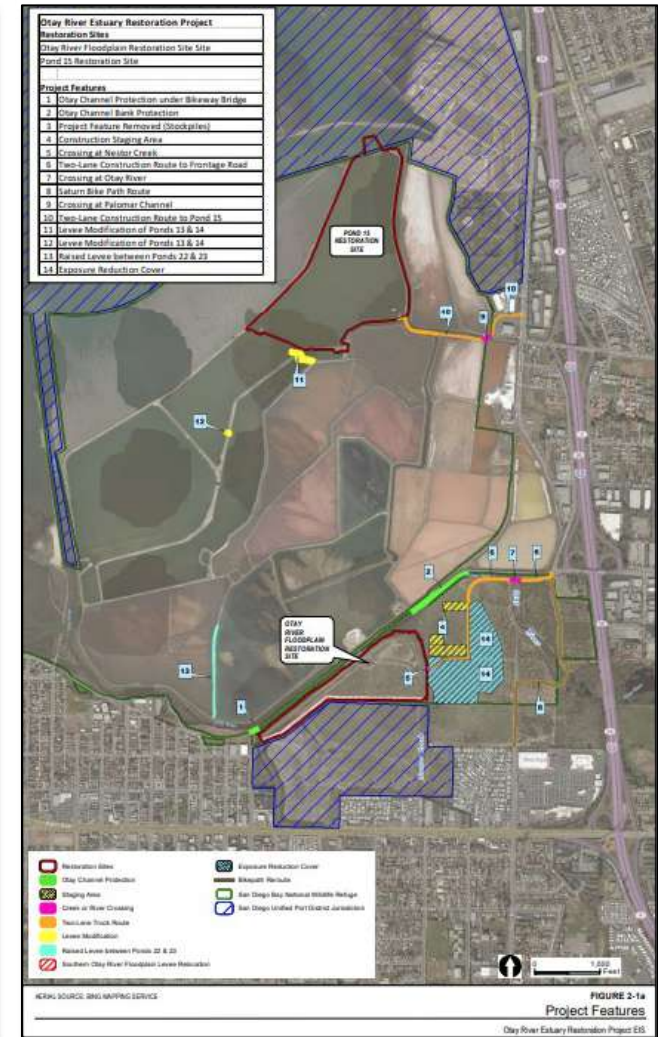 Otay River Estuary Restoration Project
Restoration Sites
Otay River Floodplain Restoration Site Site
Pond 15 Restoration Site
Project Features
1 Otay Channel Protection under Bikeway Bridge
2 Otay Channel Bank Protection
3 Project Feature Removed (Stockpiles)
4 Construction Staging Area
5 Crossing at Nestor Creek
6 Two-Lane Construction Route to Frontage Road
7 Crossing at Otay River
8 Saturn Bike Path Route
9 Crossing at Palomar Channel
10 Two-Lane Construction Route to Pond 15
11 Levee Modification of Ponds 13 & 14
12 Levee Modification of Ponds 13 & 14
13 Raised Levee between Ponds 22 & 23
14 Exposure Reduction Cover
POND 15
RESTORATION
SITE
10
9
10
11
12
2
7
6
4
14
14
OTAY
RIVER
FLOODPLAIN
RESTORATION
SITE
13
1
5
8
Restoration Sites
Otay Channel Protection
Staging Area
Creek or River Crossing
Two-Lane Truck Route
Levee Modification
Raised Levee between Ponds 22 & 23
Southern Otay River Floodplain Levee Relocation
Exposure Reduction Cover
Bikepath Reroute
San Diego Bay National Wildlife Refuge
San Diego Unified Port District Jurisdiction
0
Feet
AERIAL SOURCE: BING MAPPING SERVICE
FIGURE 2-1a
Project Features
Otay River Estuary Restoration Project EIS